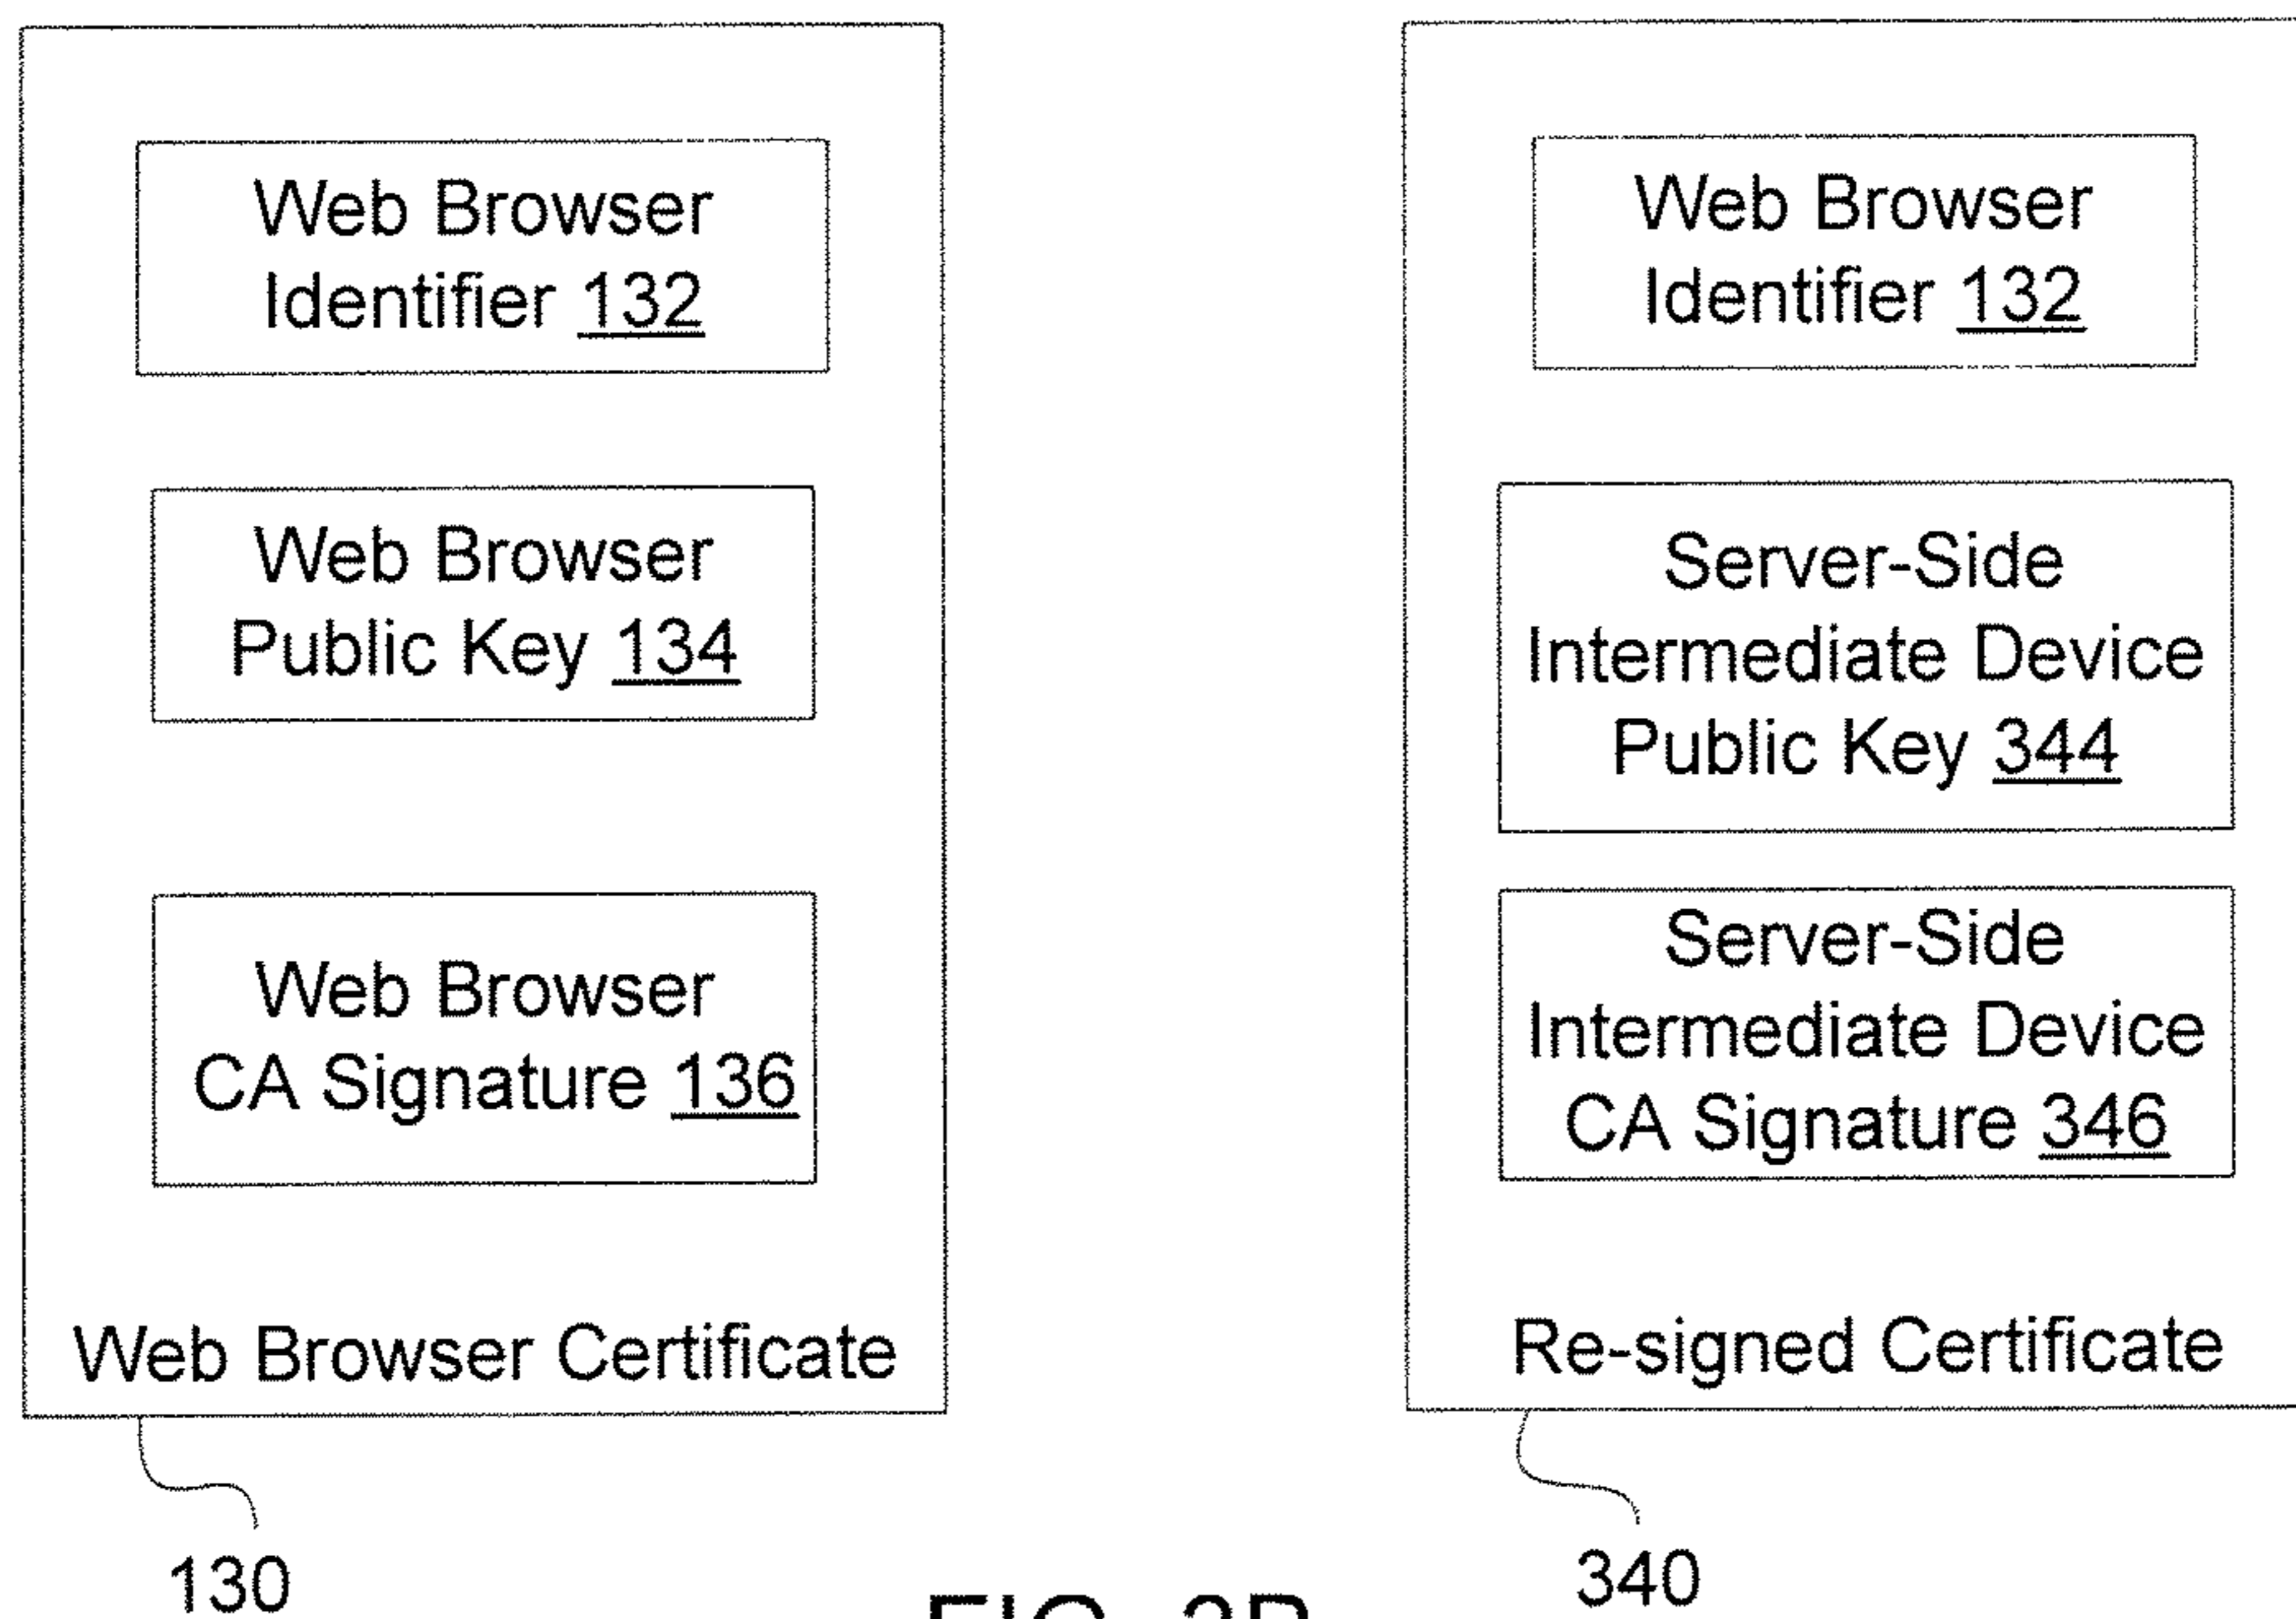 Web Browser
Identifier 132
Web Browser
Public Key 134
Web Browser
CA Signature 136
Web Browser Certificate
130
Web Browser
Identifier 132
Server-Side
Intermediate Device
Public Key 344
Server-Side
Intermediate Device
CA Signature 346
Re-signed Certificate
340